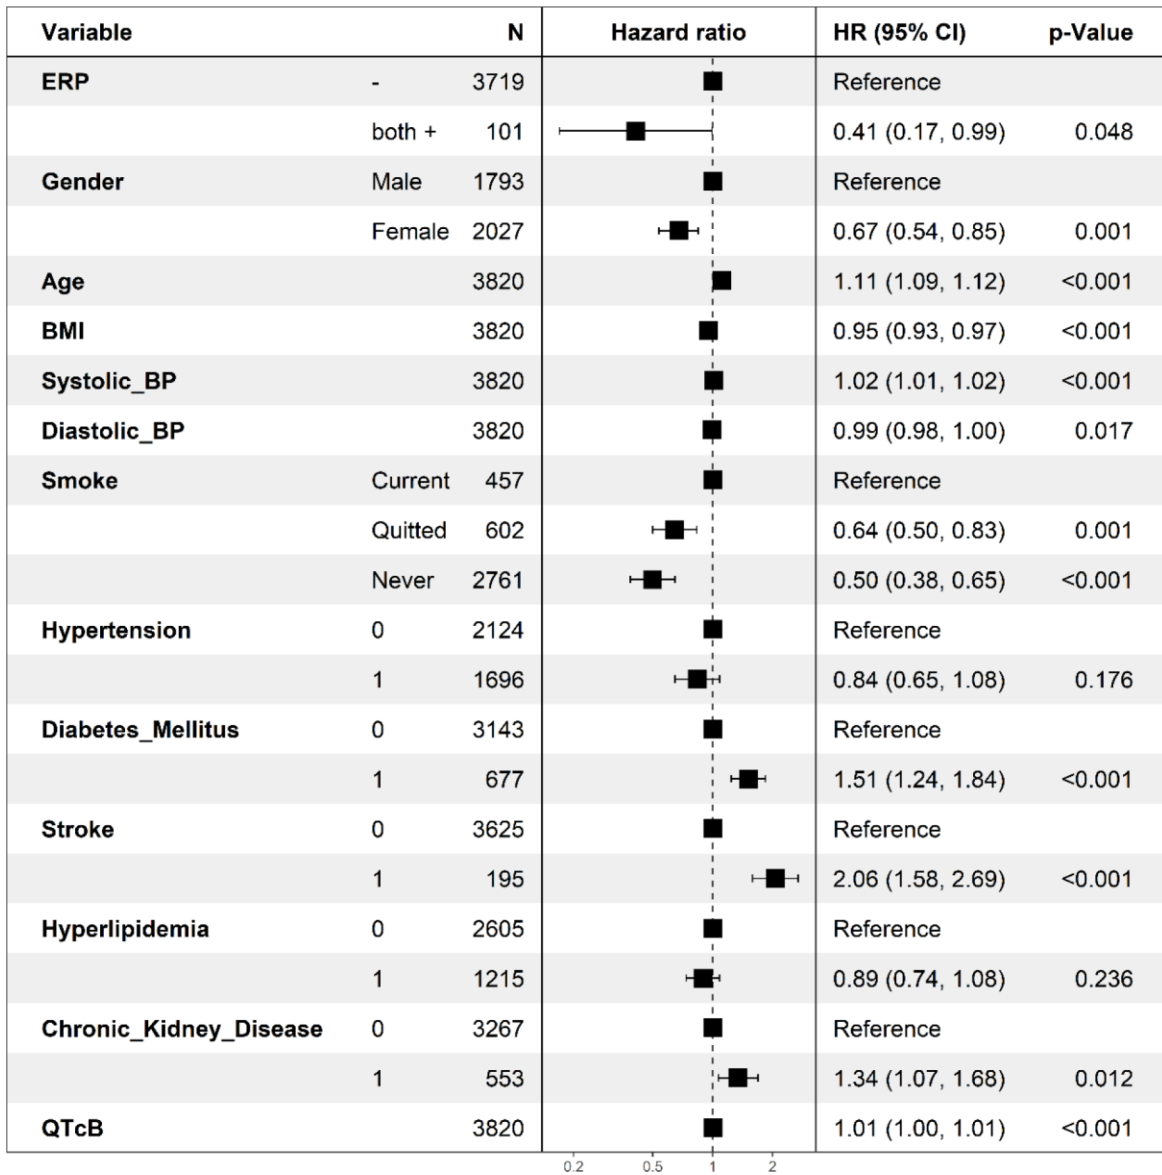 Variable N Hazard ratio HR (95% CI) p-Value
ERP - 3719 Reference
both + 101 0.41 (0.17, 0.99) 0.048
Gender Male 1793 Reference
Female 2027 0.67 (0.54, 0.85) 0.001
Age 3820 1.11 (1.09, 1.12) <0.001
BMI 3820 0.95 (0.93, 0.97) <0.001
Systolic_BP 3820 1.02 (1.01, 1.02) <0.001
Diastolic_BP 3820 0.99 (0.98, 1.00) 0.017
Smoke Current 457 Reference
Quitted 602 0.64 (0.50, 0.83) 0.001
Never 2761 0.50 (0.38, 0.65) <0.001
Hypertension 0 2124 Reference
1 1696 0.84 (0.65, 1.08) 0.176
Diabetes_Mellitus 0 3143 Reference
1 677 1.51 (1.24, 1.84) <0.001
Stroke 0 3625 Reference
1 195 2.06 (1.58, 2.69) <0.001
Hyperlipidemia 0 2605 Reference
1 1215 0.89 (0.74, 1.08) 0.236
Chronic_Kidney_Disease 0 3267 Reference
1 553 1.34 (1.07, 1.68) 0.012
QTcB 3820 1.01 (1.00, 1.01) <0.001
0.2 0.5 1 2